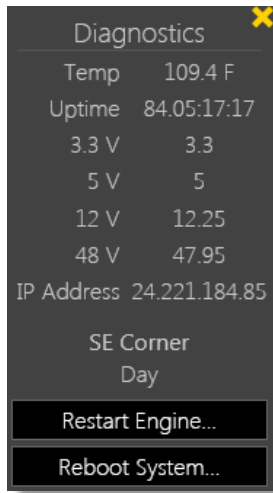 Diagnostics
Temp 109.4 F
Uptime 84.05:17:17
3.3 V 3.3
5 V 5
12 V 12.25
48 V 47.95
IP Address 24.221.184.85
SE Corner
Day
Restart Engine...
Reboot System...